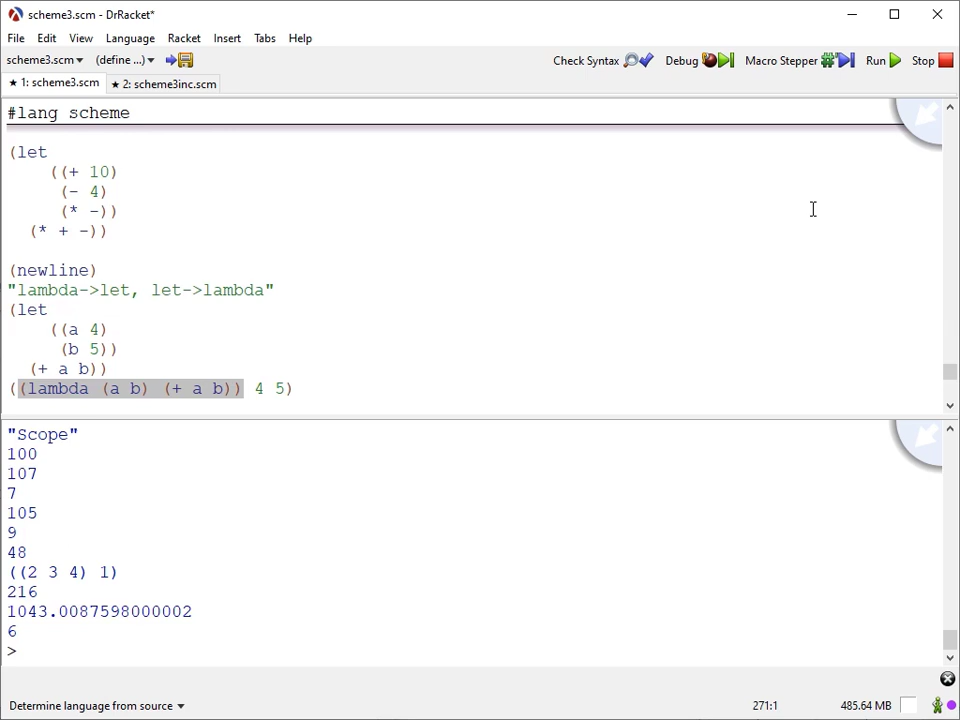 scheme3.scm - DrRacket*
File Edit View Language Racket Insert Tabs Help
scheme3.scm▾ (define ...)▾ Check Syntax Debug Macro Stepper Run Stop
★ 1: scheme3.scm ★ 2: scheme3inc.scm
#lang scheme
(let
((+ 10)
(- 4)
(* -))
(* + -))
(newline)
"lambda->let, let->lambda"
(let
((a 4)
(b 5))
(+ a b))
((lambda (a b) (+ a b)) 4 5)
"Scope"
100
107
7
105
9
48
((2 3 4) 1)
216
1043.0087598000002
6
>
Determine language from source ▾ 271:1 485.64 MB